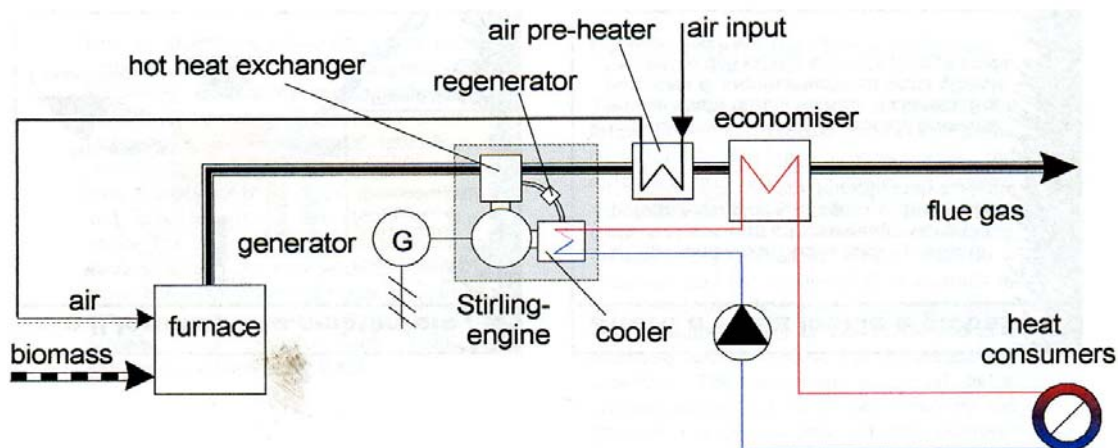 air pre-heater
air input
hot heat exchanger
regenerator
economiser
flue gas
generator
G
Stirling-
engine
cooler
air
furnace
biomass
heat
consumers